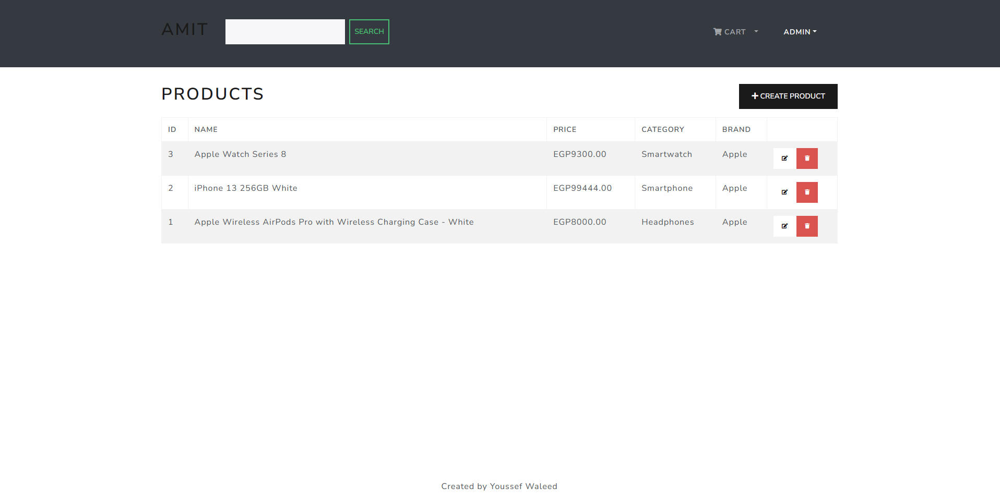 AMIT
SEARCH
CART
ADMIN
PRODUCTS
CREATE PRODUCT
ID NAME PRICE CATEGORY BRAND
3 Apple Watch Series 8 EGP9300.00 Smartwatch Apple
2 iPhone 13 256GB White EGP99444.00 Smartphone Apple
1 Apple Wireless AirPods Pro with Wireless Charging Case - White EGP8000.00 Headphones Apple
Created by Youssef Waleed